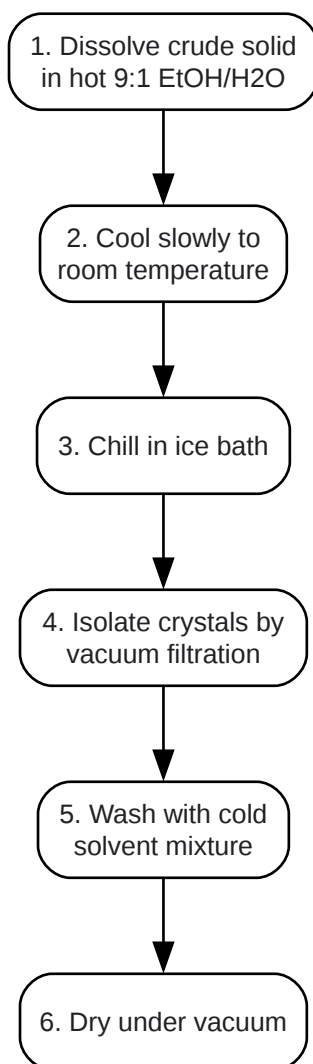 1. Dissolve crude solid
in hot 9:1 EtOH/H2O
2. Cool slowly to
room temperature
3. Chill in ice bath
4. Isolate crystals by
vacuum filtration
5. Wash with cold
solvent mixture
6. Dry under vacuum